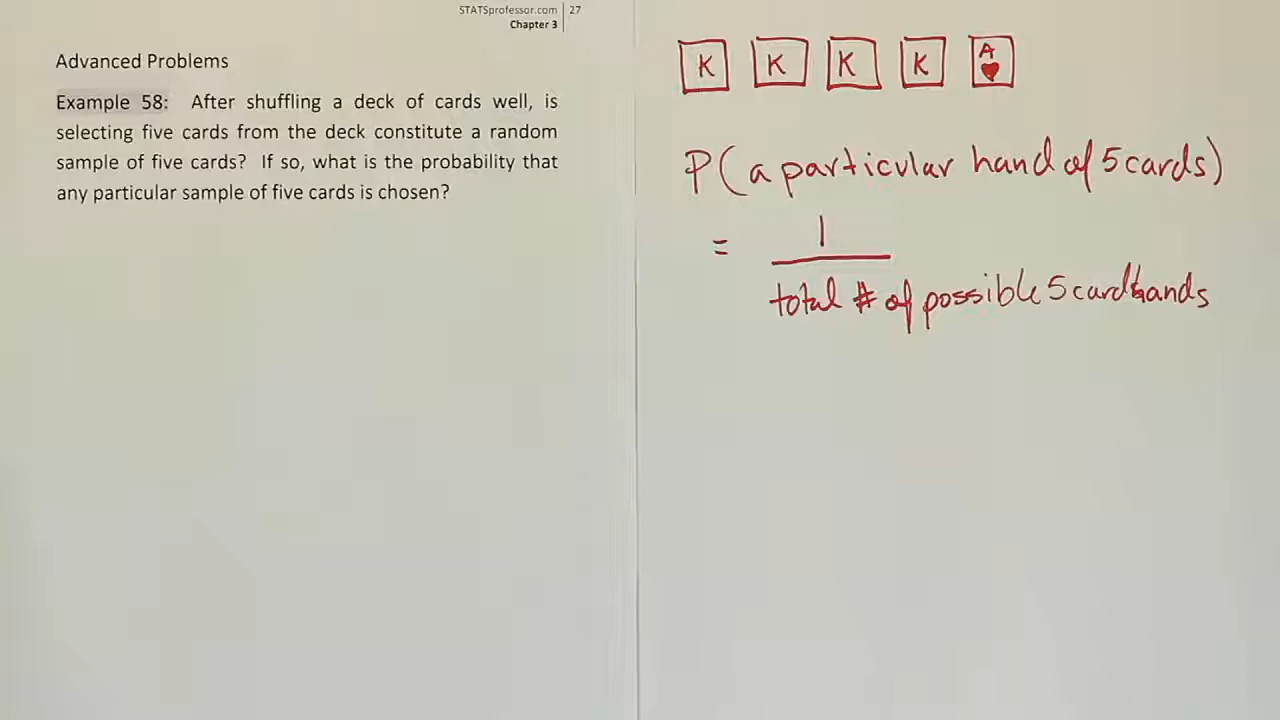 STATSprofessor.com | 27
Chapter 3
Advanced Problems
Example 58: After shuffling a deck of cards well, is
selecting five cards from the deck constitute a random
sample of five cards? If so, what is the probability that
any particular sample of five cards is chosen?
K K K K A
P(a particular hand of 5 cards)
= 1
total # of possible 5 card hands